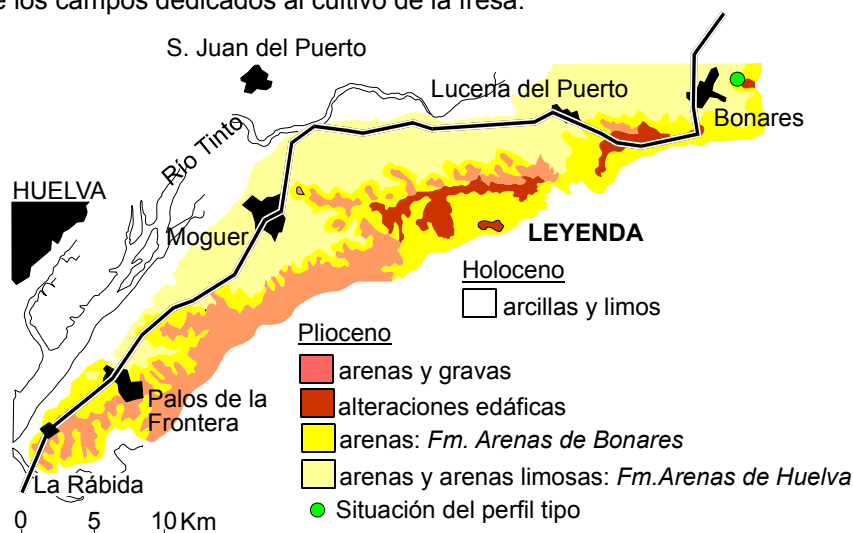 e los campos dedicados al cultivo de la fresa.
S. Juan del Puerto
Lucena del Puerto
Bonares
Río Tinto
HUELVA
Moguer
LEYENDA
Holoceno
arcillas y limos
Plioceno
arenas y gravas
alteraciones edáficas
arenas: Fm. Arenas de Bonares
arenas y arenas limosas: Fm.Arenas de Huelva
Situación del perfil tipo
Palos de la
Frontera
La Rábida
0 5 10 Km